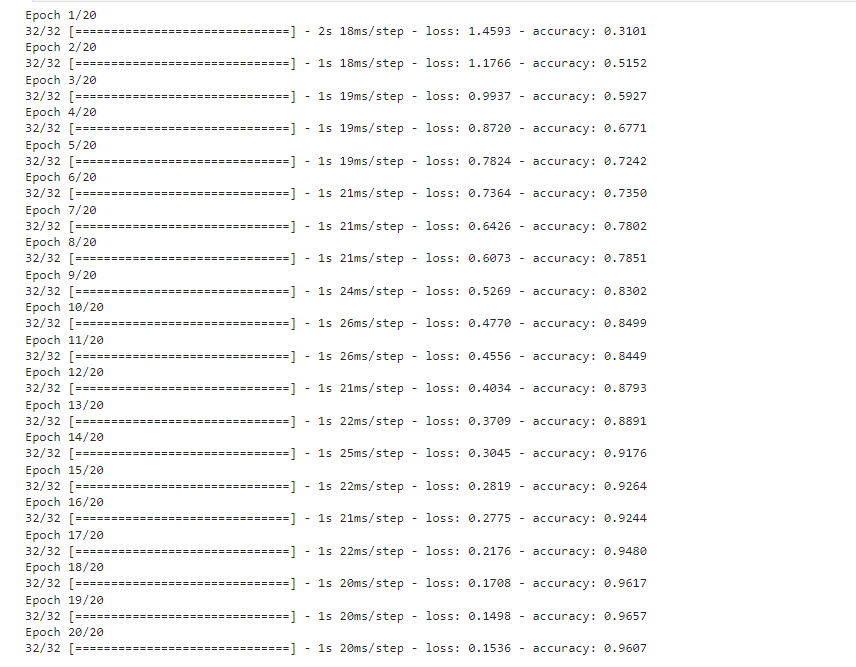 Epoch 1/20
32/32 [==============================] - 2s 18ms/step - loss: 1.4593 - accuracy: 0.3101
Epoch 2/20
32/32 [==============================] - 1s 18ms/step - loss: 1.1766 - accuracy: 0.5152
Epoch 3/20
32/32 [==============================] - 1s 19ms/step - loss: 0.9937 - accuracy: 0.5927
Epoch 4/20
32/32 [==============================] - 1s 19ms/step - loss: 0.8720 - accuracy: 0.6771
Epoch 5/20
32/32 [==============================] - 1s 19ms/step - loss: 0.7824 - accuracy: 0.7242
Epoch 6/20
32/32 [==============================] - 1s 21ms/step - loss: 0.7364 - accuracy: 0.7350
Epoch 7/20
32/32 [==============================] - 1s 21ms/step - loss: 0.6426 - accuracy: 0.7802
Epoch 8/20
32/32 [==============================] - 1s 21ms/step - loss: 0.6073 - accuracy: 0.7851
Epoch 9/20
32/32 [==============================] - 1s 24ms/step - loss: 0.5269 - accuracy: 0.8302
Epoch 10/20
32/32 [==============================] - 1s 26ms/step - loss: 0.4770 - accuracy: 0.8499
Epoch 11/20
32/32 [==============================] - 1s 26ms/step - loss: 0.4556 - accuracy: 0.8449
Epoch 12/20
32/32 [==============================] - 1s 21ms/step - loss: 0.4034 - accuracy: 0.8793
Epoch 13/20
32/32 [==============================] - 1s 22ms/step - loss: 0.3709 - accuracy: 0.8891
Epoch 14/20
32/32 [==============================] - 1s 25ms/step - loss: 0.3045 - accuracy: 0.9176
Epoch 15/20
32/32 [==============================] - 1s 22ms/step - loss: 0.2819 - accuracy: 0.9264
Epoch 16/20
32/32 [==============================] - 1s 21ms/step - loss: 0.2775 - accuracy: 0.9244
Epoch 17/20
32/32 [==============================] - 1s 22ms/step - loss: 0.2176 - accuracy: 0.9480
Epoch 18/20
32/32 [==============================] - 1s 20ms/step - loss: 0.1708 - accuracy: 0.9617
Epoch 19/20
32/32 [==============================] - 1s 20ms/step - loss: 0.1498 - accuracy: 0.9657
Epoch 20/20
32/32 [==============================] - 1s 20ms/step - loss: 0.1536 - accuracy: 0.9607